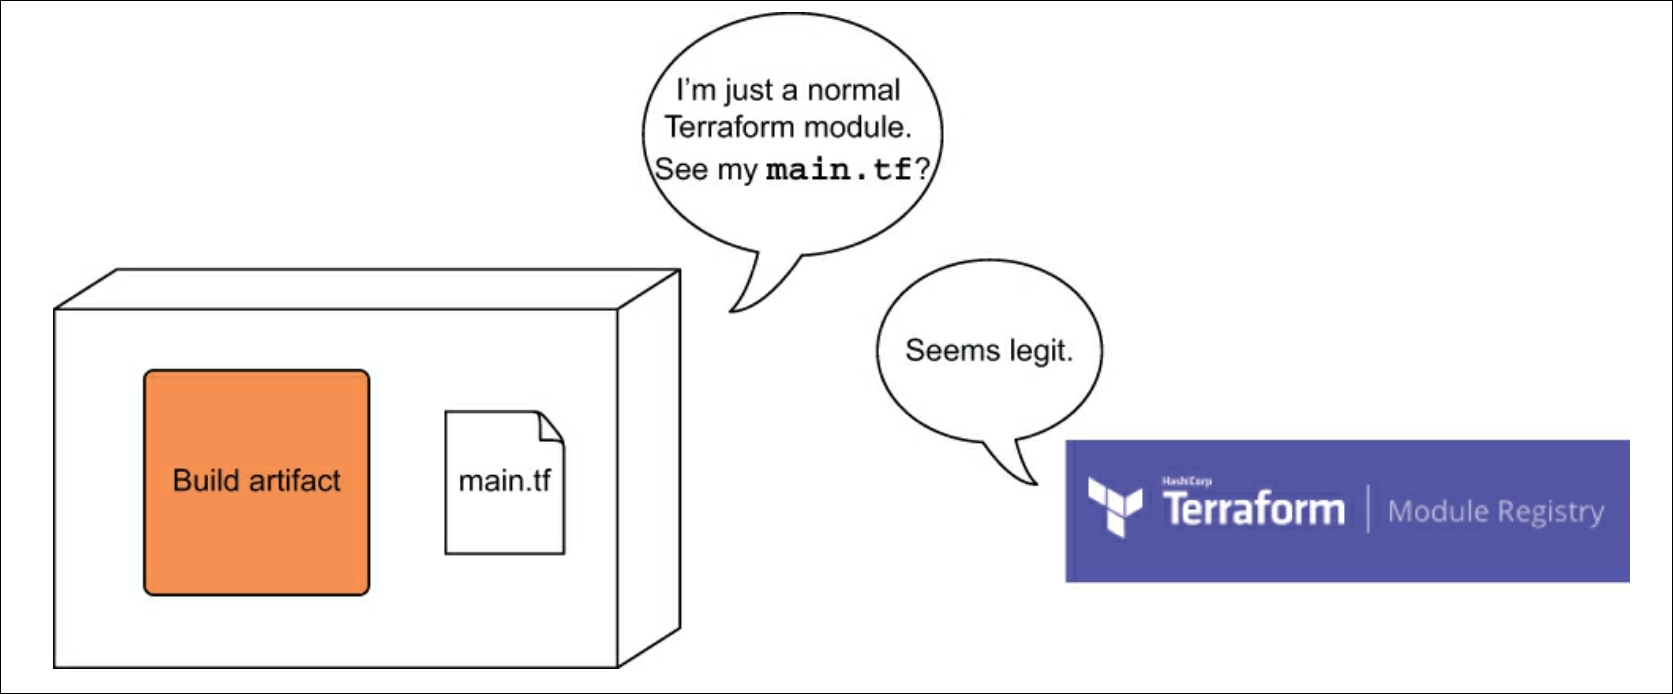 I’m just a normal
Terraform module.
See my main.tf?
Seems legit.
Build artifact
main.tf
HashiCorp
Terraform
Module Registry